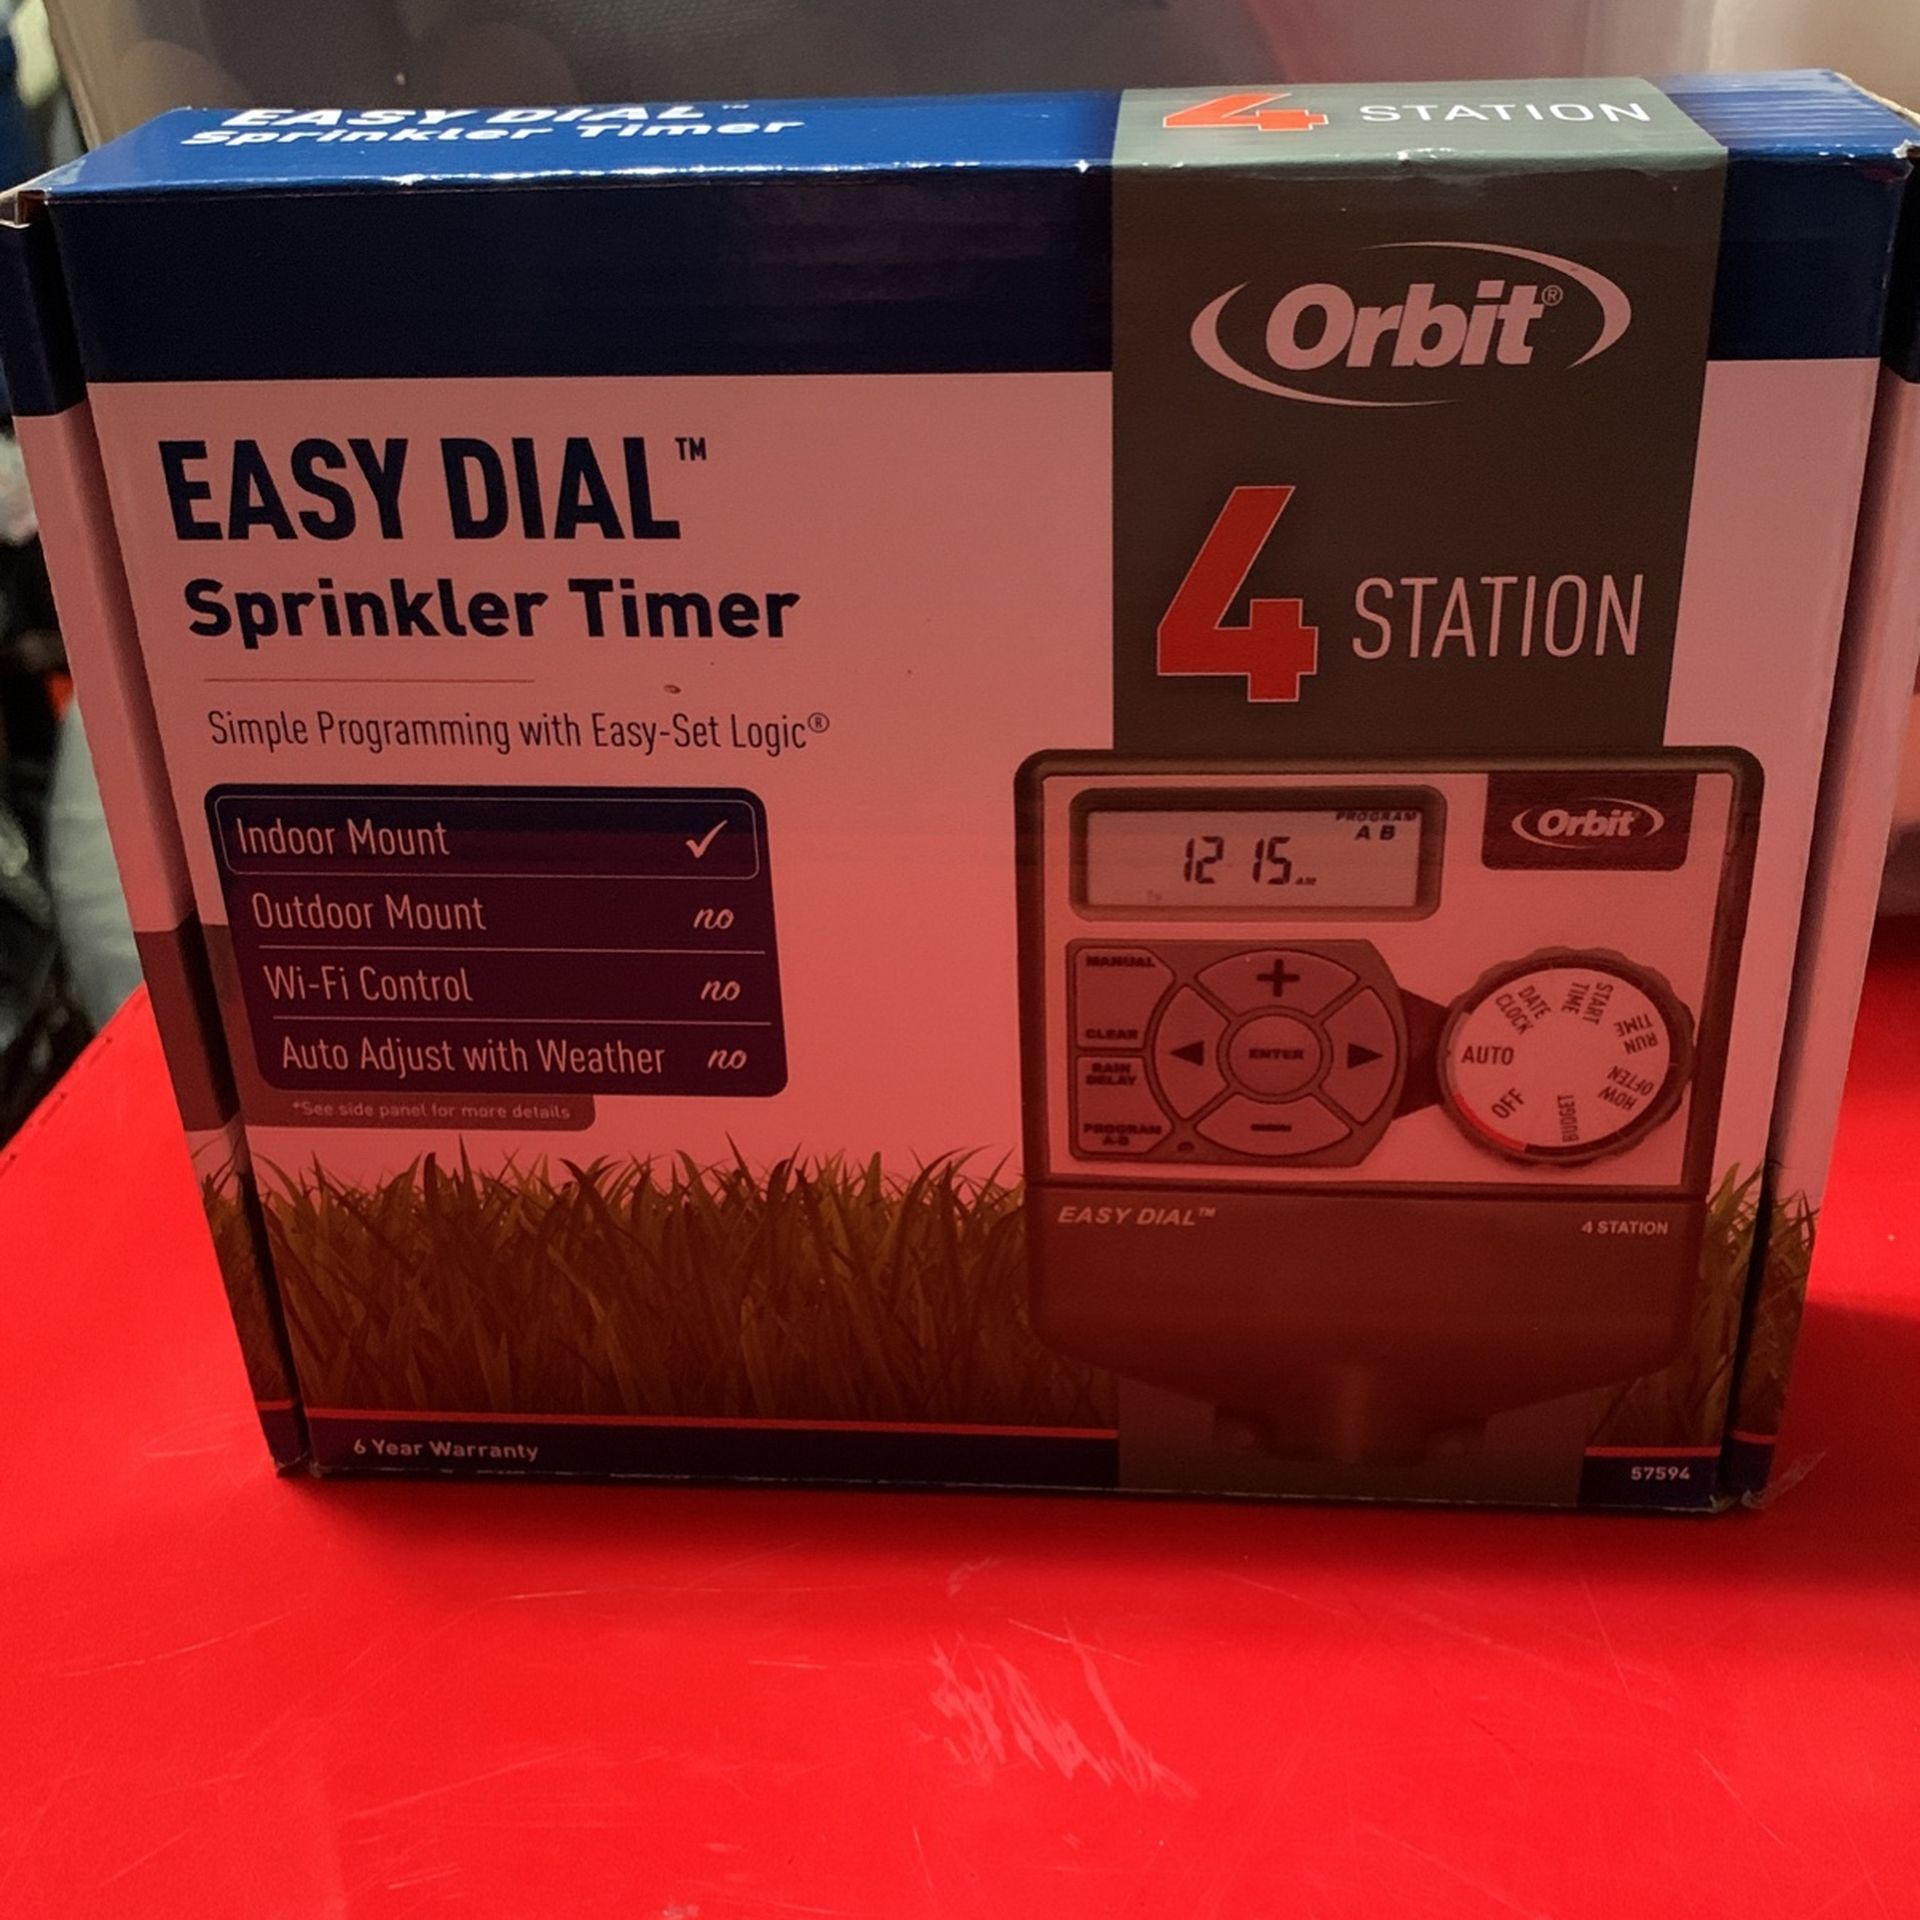 EASY DIAL™
Sprinkler Timer
4 STATION
Orbit®
EASY DIAL™
Sprinkler Timer
4 STATION
Simple Programming with Easy-Set Logic®
Indoor Mount ✓
Outdoor Mount no
Wi-Fi Control no
Auto Adjust with Weather no
*See side panel for more details
PROGRAM
A B
12 15 AM
Orbit
MANUAL
CLEAR
RAIN
DELAY
PROGRAM
A-B
+
ENTER
−
AUTO
DATE
CLOCK
START
TIME
RUN
TIME
HOW
OFTEN
BUDGET
OFF
EASY DIAL™
4 STATION
6 Year Warranty
57594